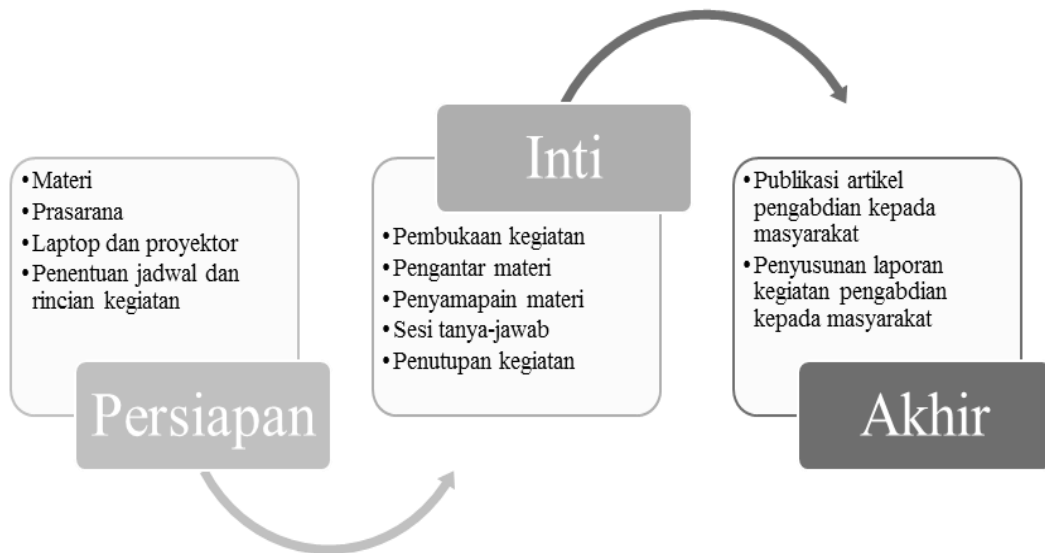 • Materi
• Prasarana
• Laptop dan proyektor
• Penentuan jadwal dan
rincian kegiatan
Persiapan
Inti
• Pembukaan kegiatan
• Pengantar materi
• Penyamapain materi
• Sesi tanya-jawab
• Penutupan kegiatan
• Publikasi artikel
pengabdian kepada
masyarakat
• Penyusunan laporan
kegiatan pengabdian
kepada masyarakat
Akhir